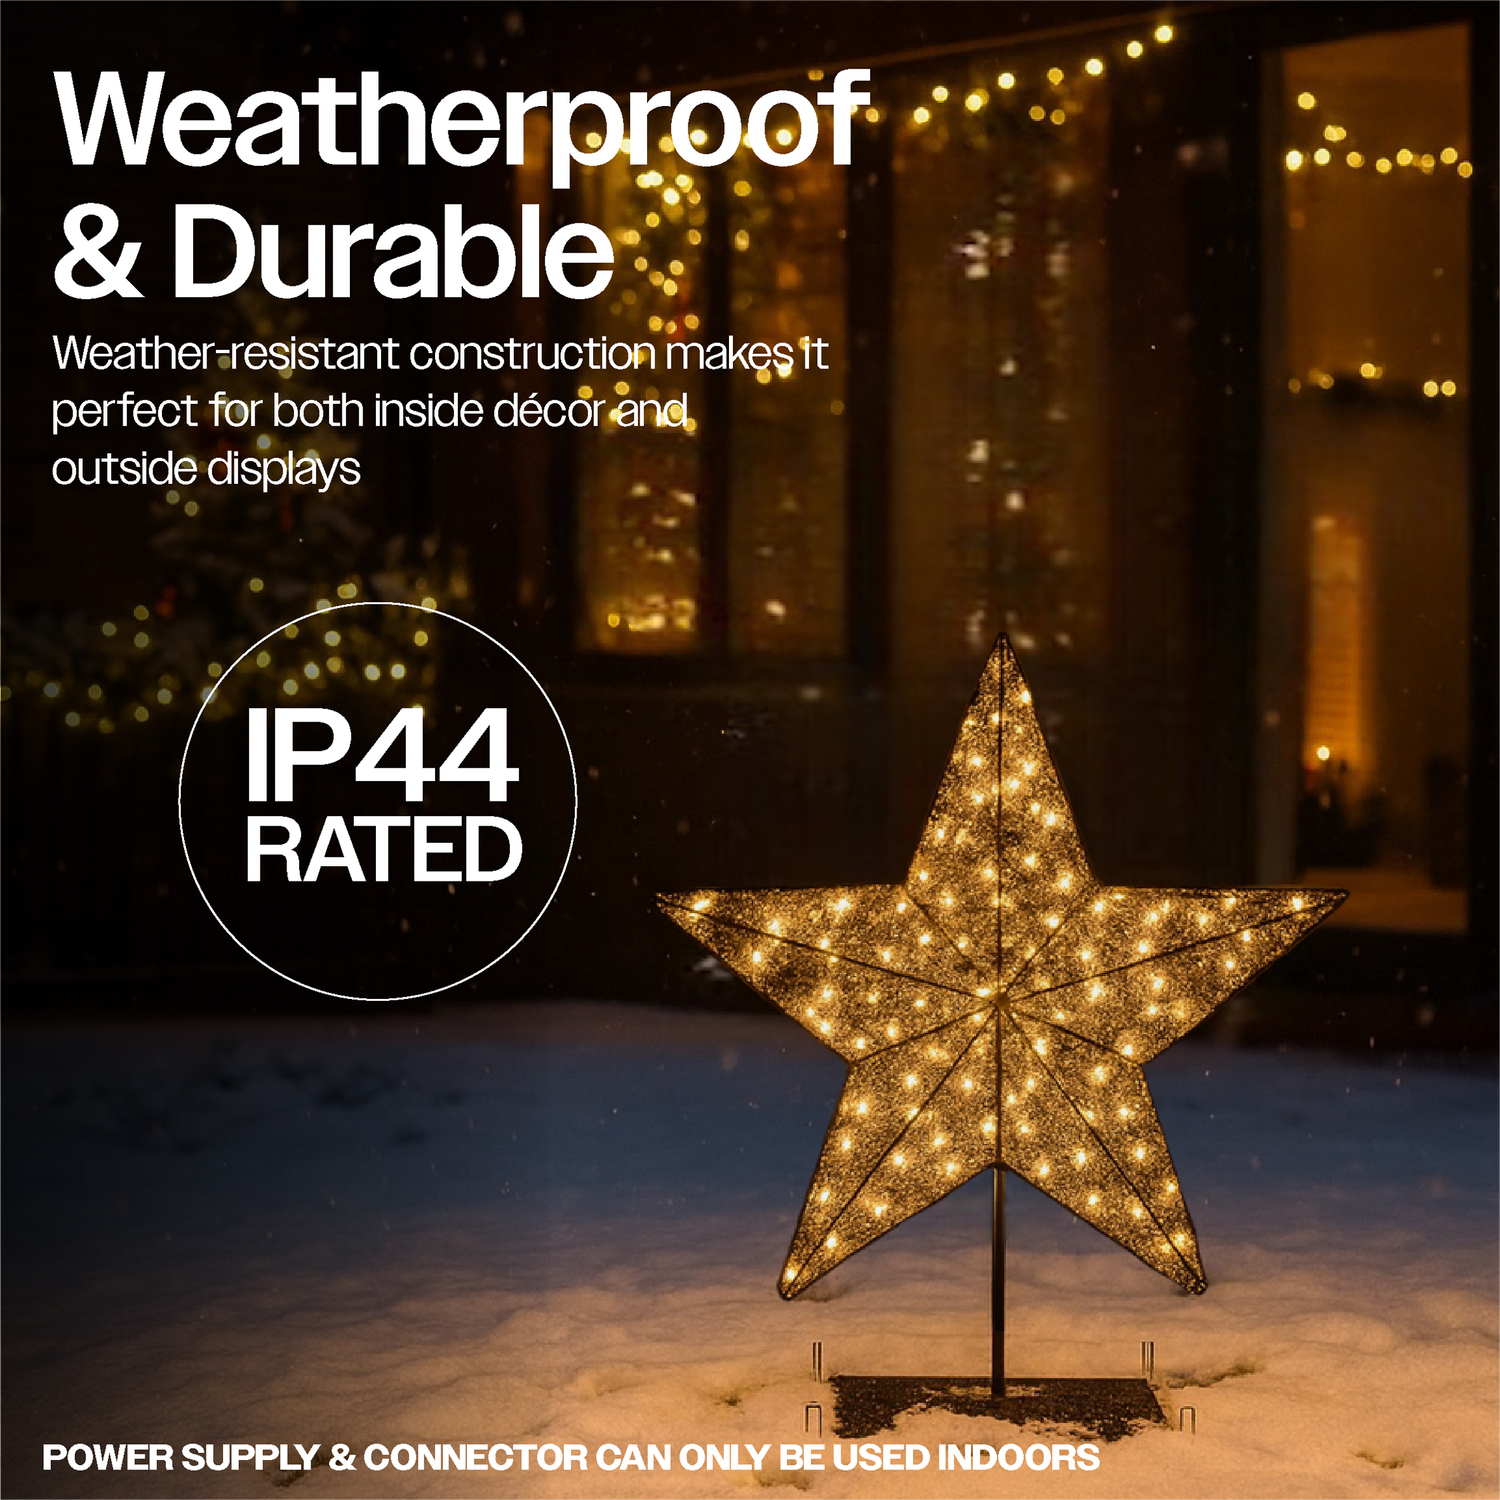 Weatherproof
& Durable
Weather-resistant construction makes it
perfect for both inside décor and
outside displays
IP44
RATED
POWER SUPPLY & CONNECTOR CAN ONLY BE USED INDOORS